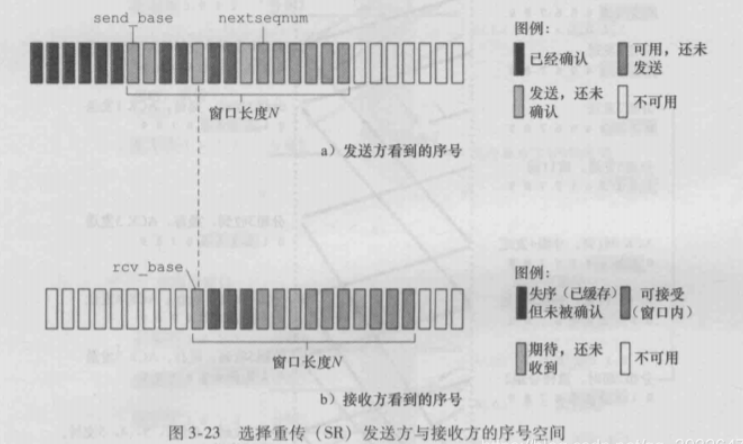 send_base nextseqnum
窗口长度N
a）发送方看到的序号
图例：
已经确认
可用，还未
发送
发送，还未
确认
不可用
rcv_base
窗口长度N
b）接收方看到的序号
图例：
失序（已缓存）
但未被确认
可接受
（窗口内）
期待，还未
收到
不可用
图 3-23 选择重传（SR）发送方与接收方的序号空间